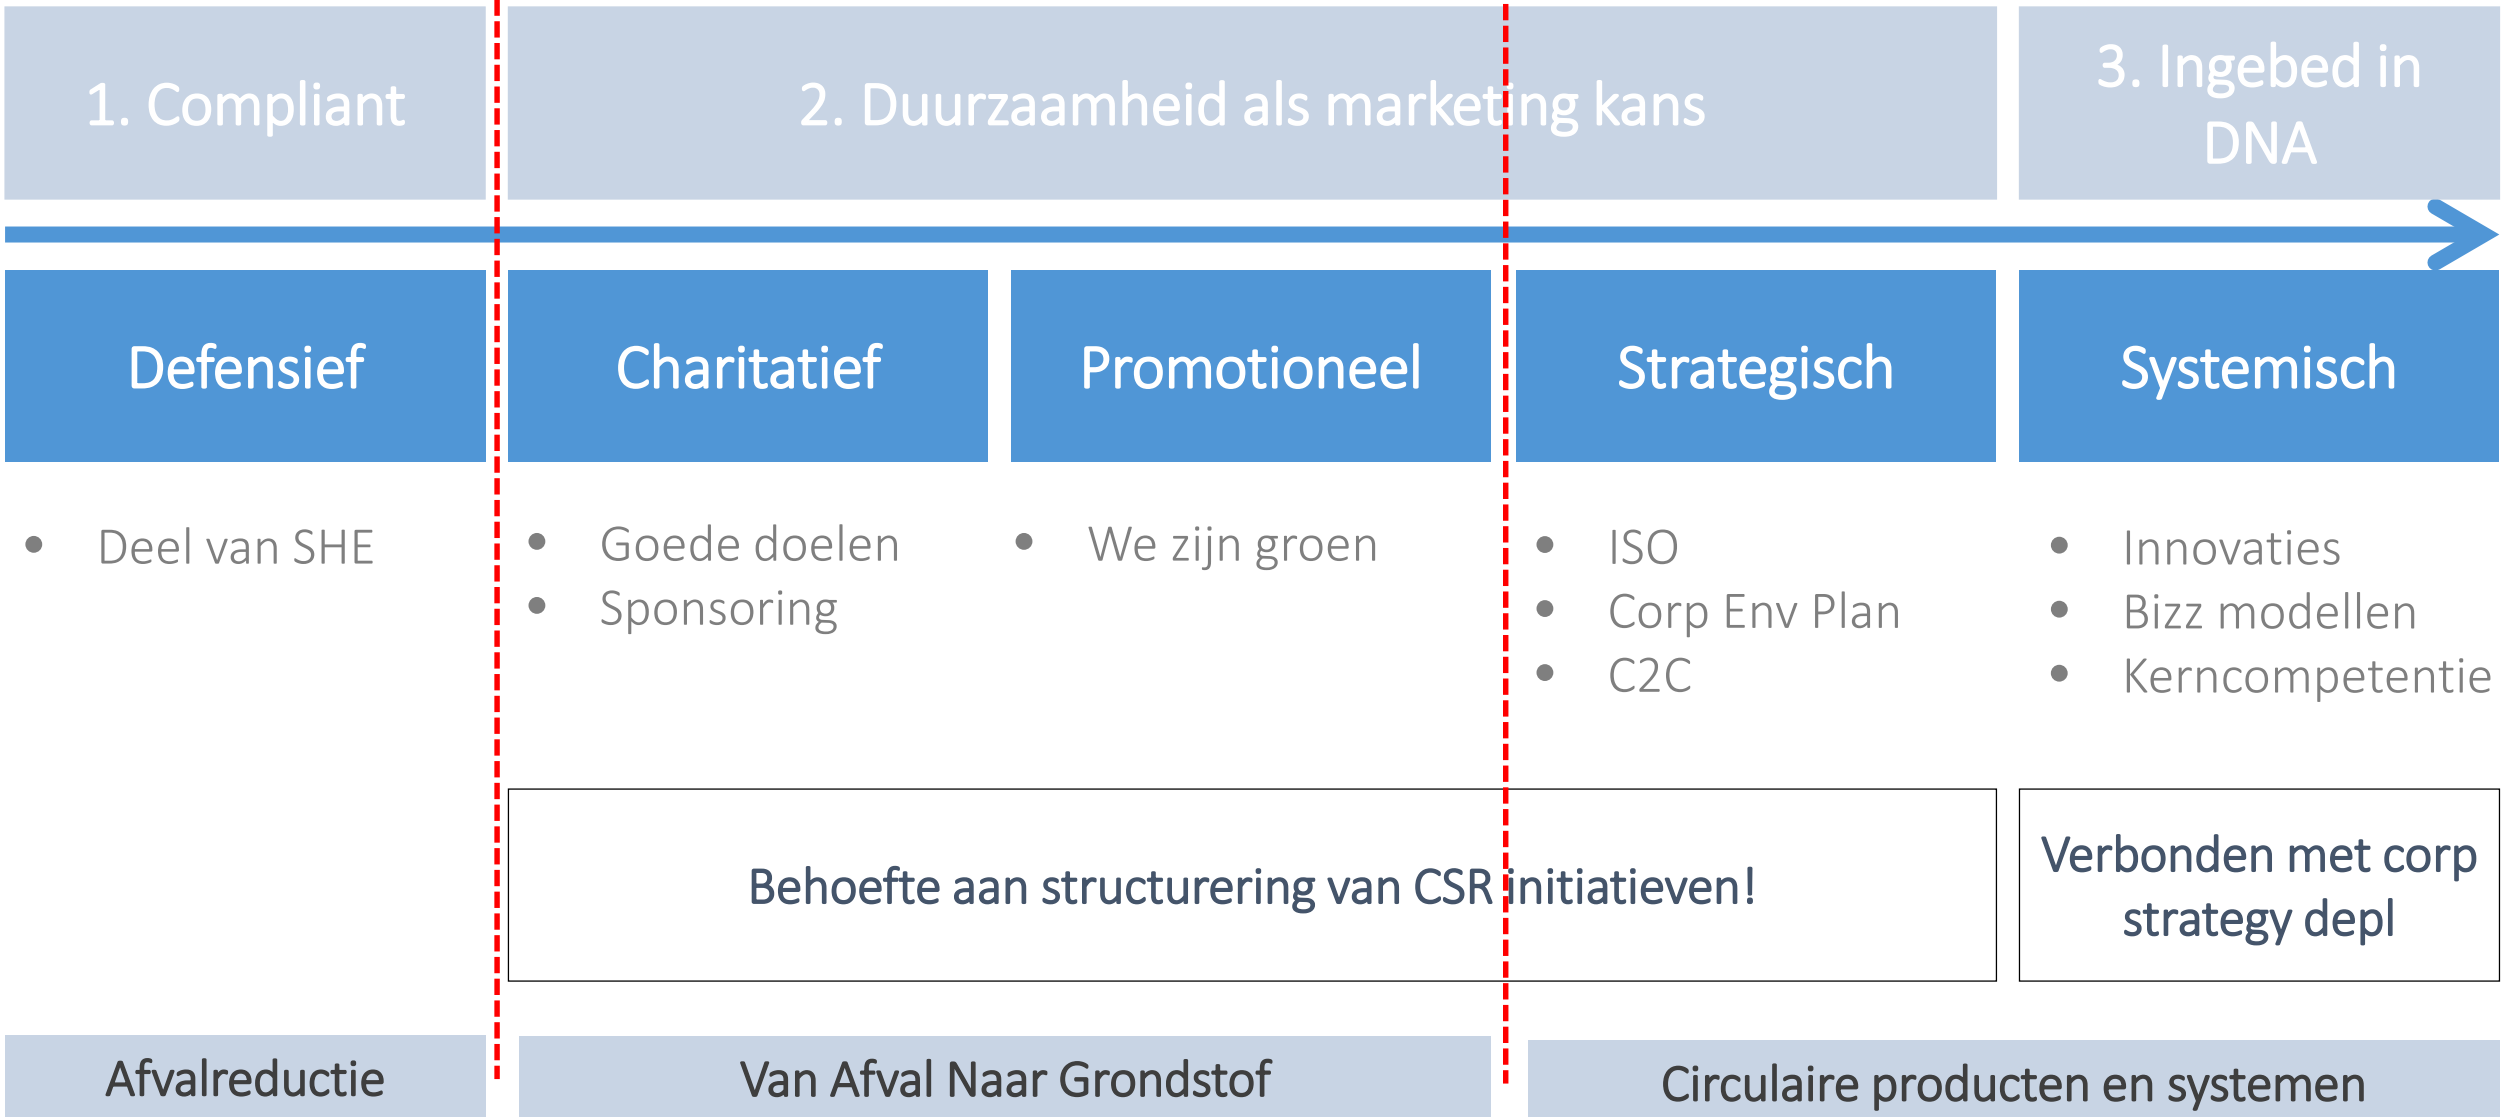 1. Compliant
2. Duurzaamheid als marketing kans
3. Ingebed in
DNA
Defensief
Charitatief
Promotioneel
Strategisch
Systemisch
• Deel van SHE
• Goede doelen
• Sponsoring
• We zijn groen
• ISO
• Corp Env Plan
• C2C
• Innovaties
• Bizz modellen
• Kerncompetenties
Behoefte aan structurering van CSR initiatieven!
Verbonden met corp
strategy depl
Afvalreductie
Van Afval Naar Grondstof
Circulaire producten en systemen